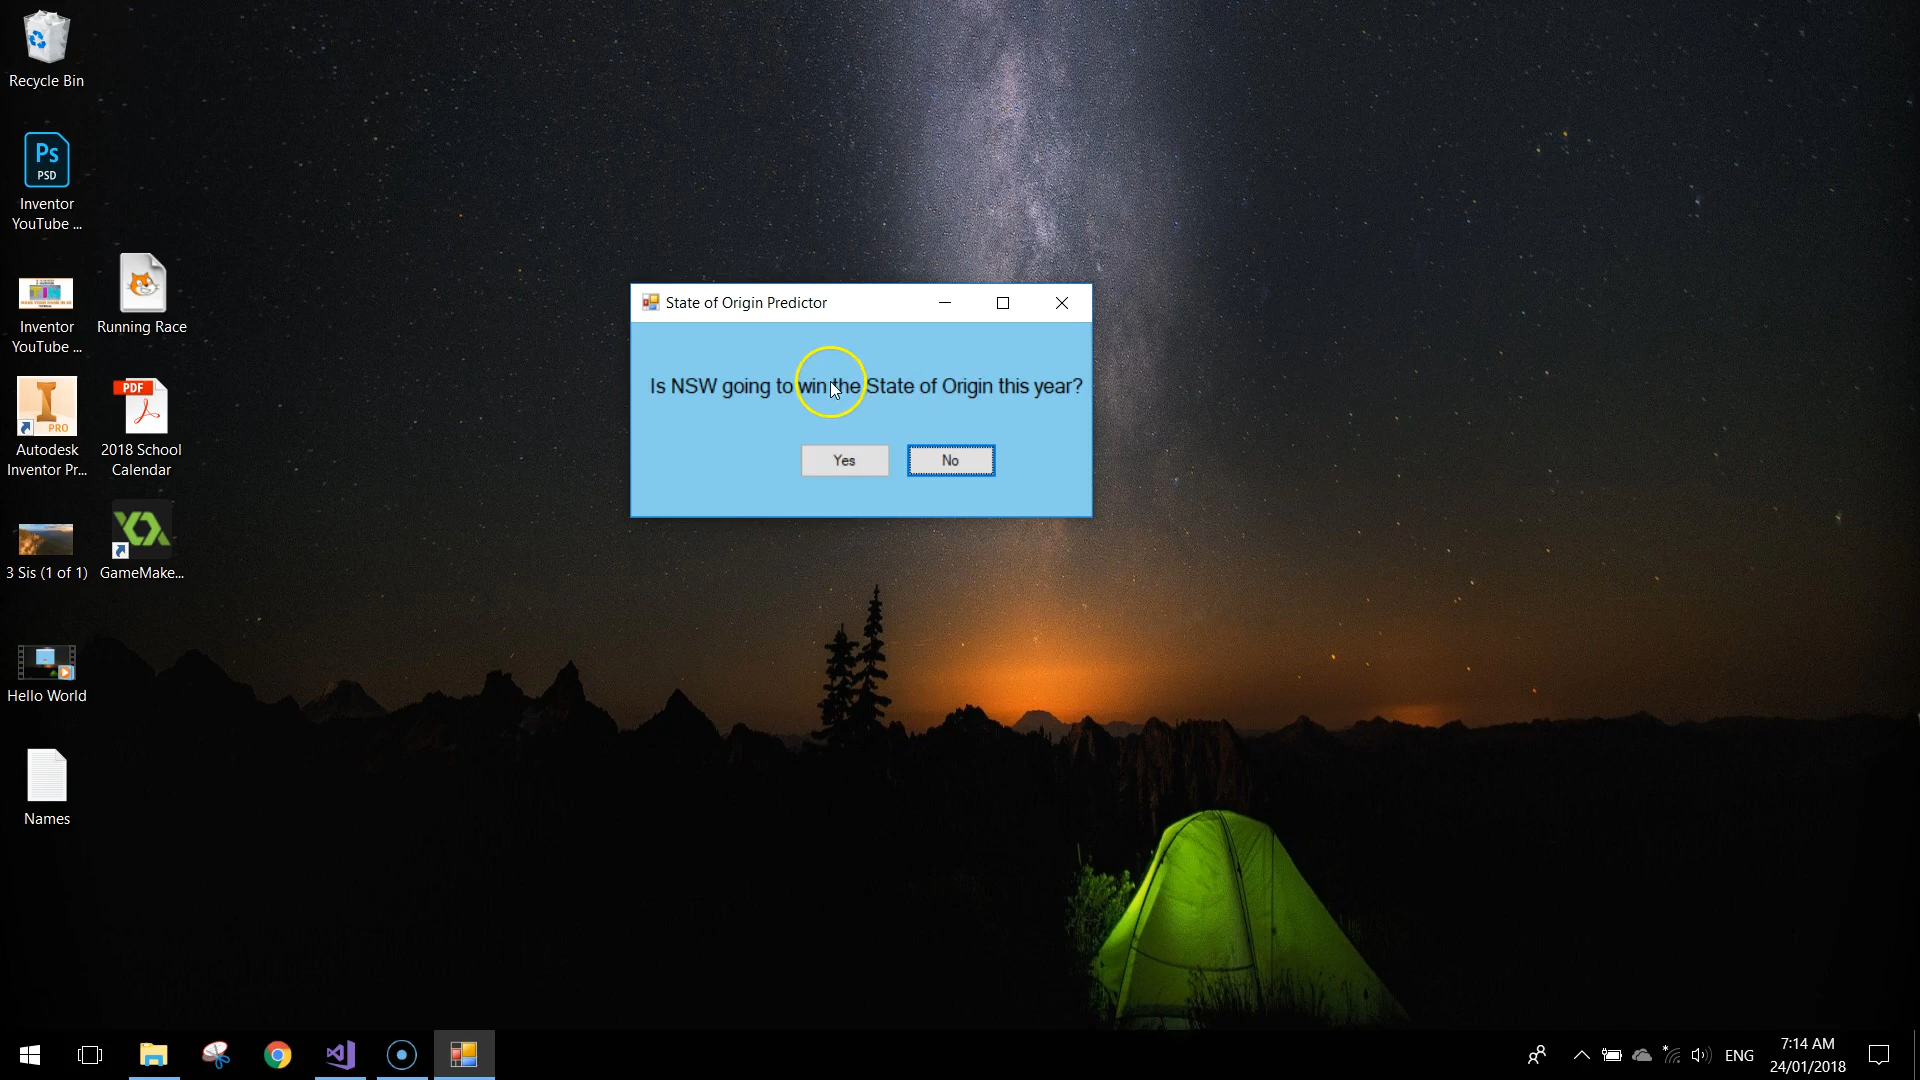 Recycle Bin
Ps
PSD
Inventor
YouTube ...
Inventor
YouTube ...
Running Race
PRO
Autodesk
Inventor Pr...
PDF
2018 School
Calendar
3 Sis (1 of 1)
GameMake...
Hello World
Names
State of Origin Predictor
Is NSW going to win the State of Origin this year?
Yes
No
ENG
7:14 AM
24/01/2018